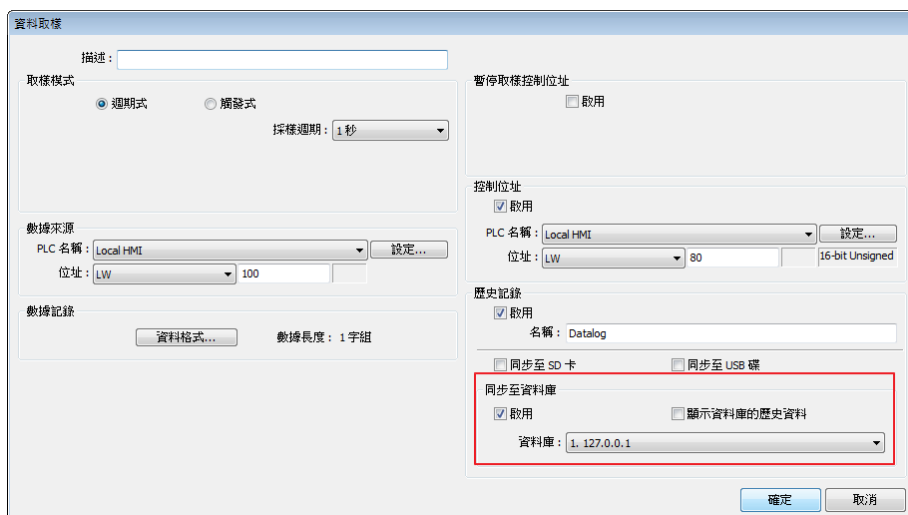 資料取樣
描述：
取樣模式
週期式 觸發式
採樣週期： 1 秒
數據來源
PLC 名稱： Local HMI 設定...
位址： LW 100
數據記錄
資料格式... 數據長度： 1 字組
暫停取樣控制位址
啟用
控制位址
啟用
PLC 名稱： Local HMI 設定...
位址： LW 80 16-bit Unsigned
歷史記錄
啟用
名稱： Datalog
同步至 SD 卡 同步至 USB 碟
同步至資料庫
啟用 顯示資料庫的歷史資料
資料庫： 1. 127.0.0.1
確定 取消